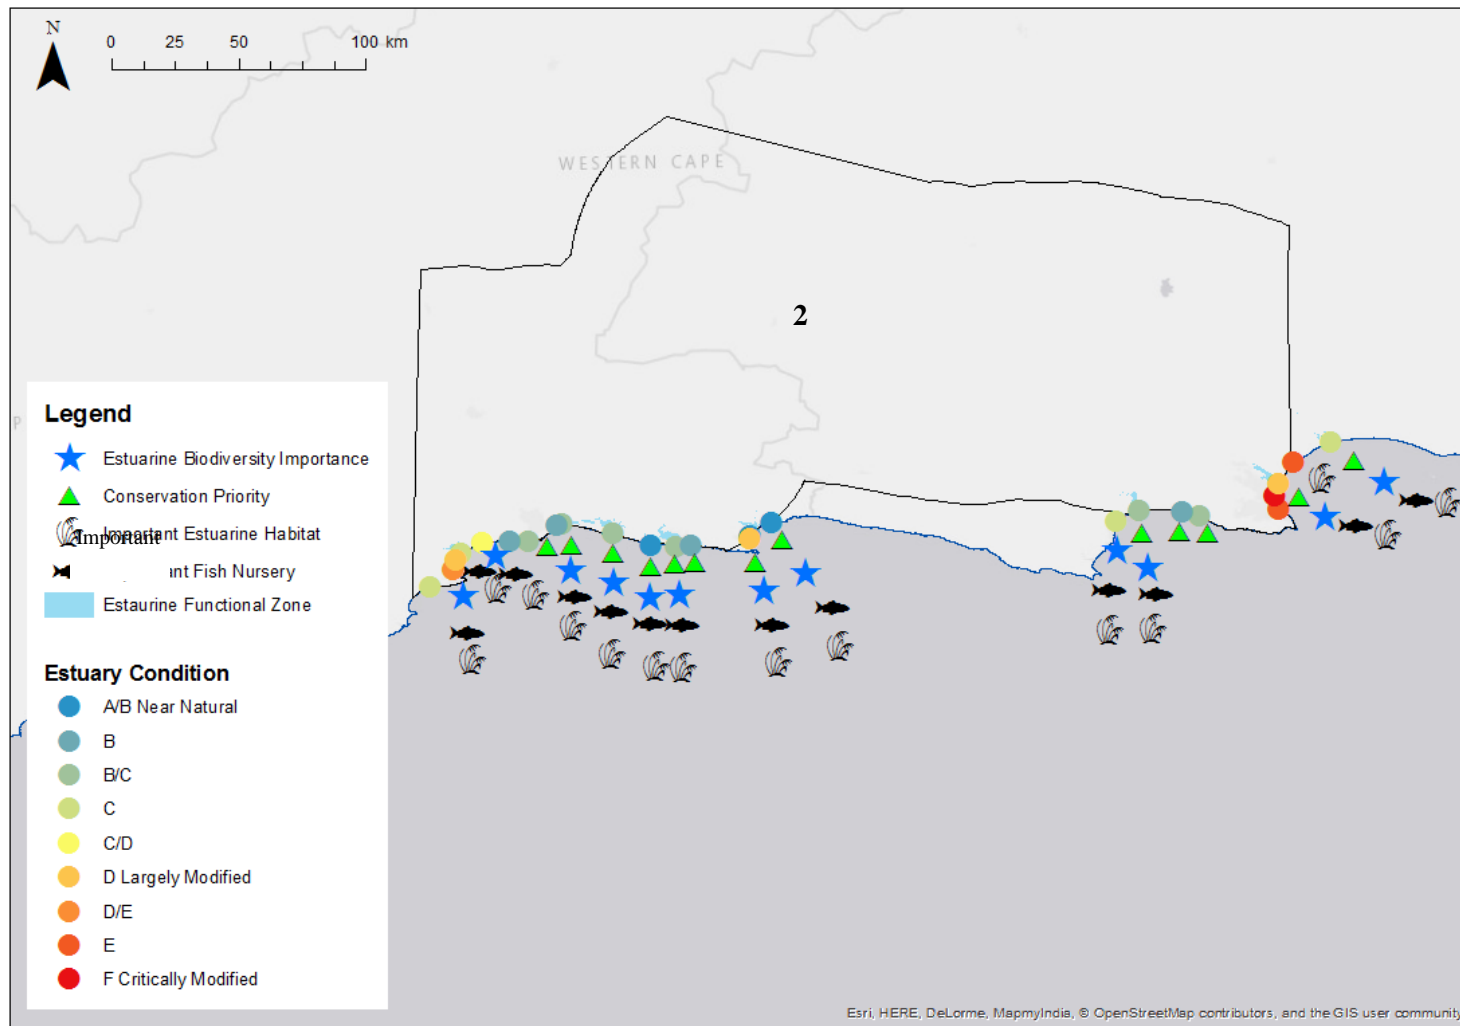 N
0 25 50 100 km
WESTERN CAPE
2
P
Legend
Estuarine Biodiversity Importance
Conservation Priority
Important Estuarine Habitat
Important
ant Fish Nursery
Estaurine Functional Zone
Estuary Condition
A/B Near Natural
B
B/C
C
C/D
D Largely Modified
D/E
E
F Critically Modified
Esri, HERE, DeLorme, MapmyIndia, © OpenStreetMap contributors, and the GIS user community